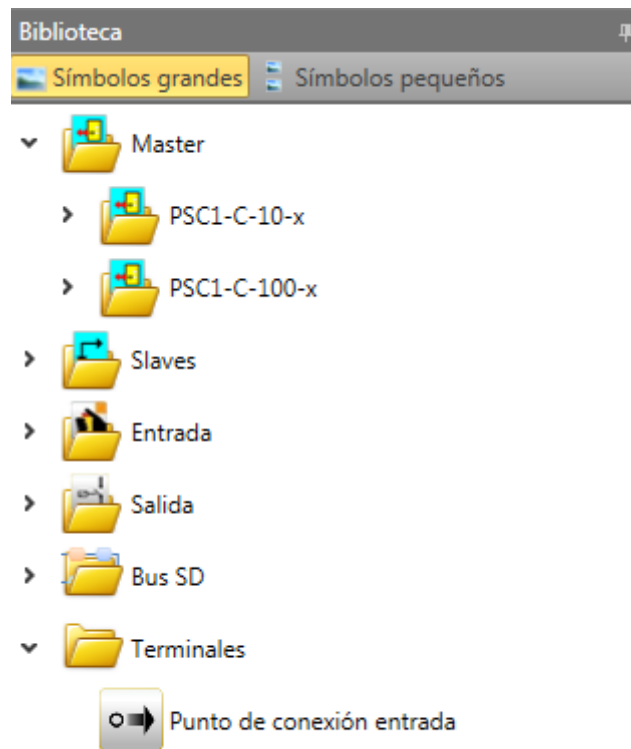 Biblioteca
Símbolos grandes Símbolos pequeños
Master
PSC1-C-10-x
PSC1-C-100-x
Slaves
Entrada
Salida
Bus SD
Terminales
Punto de conexión entrada